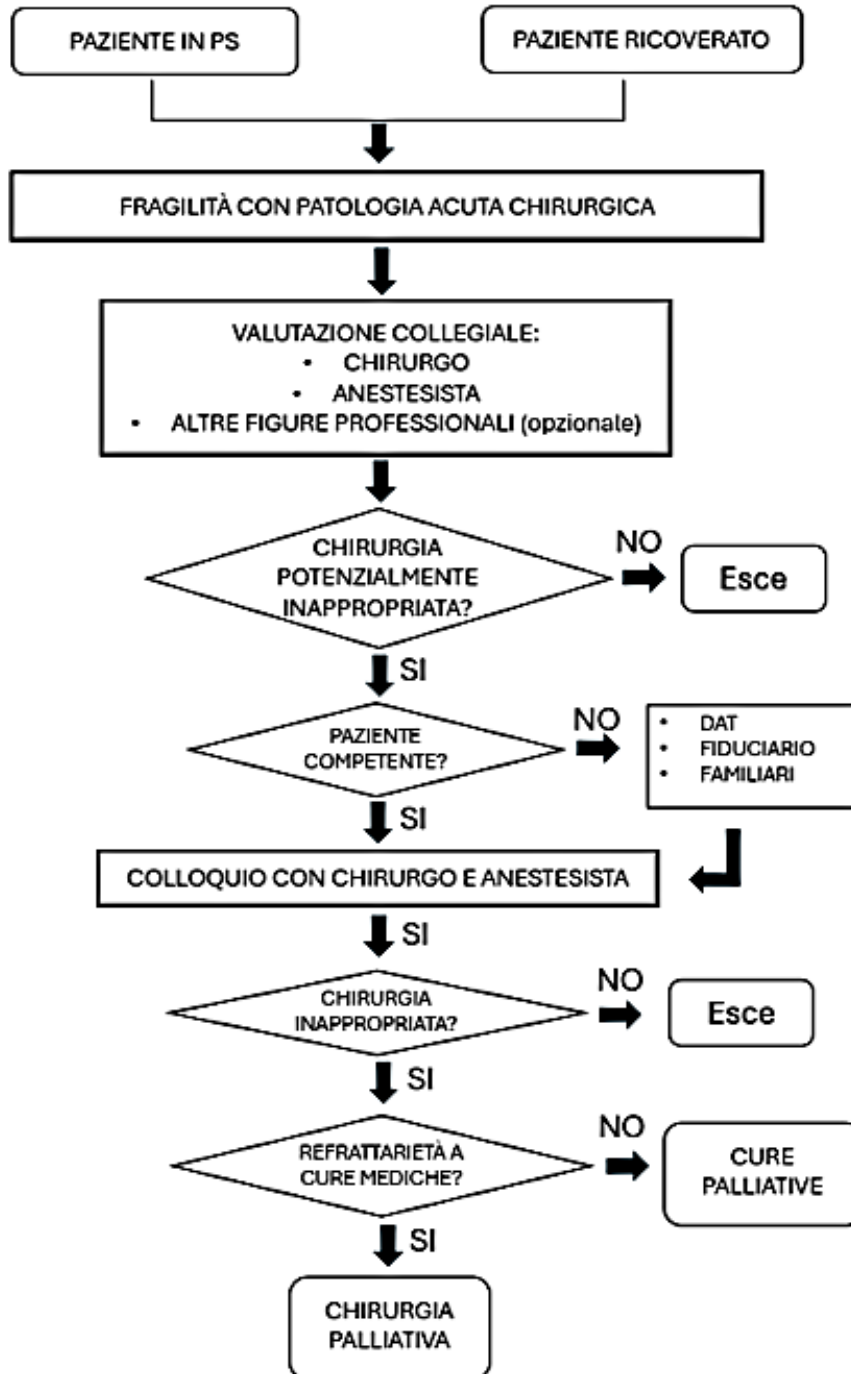 PAZIENTE IN PS
PAZIENTE RICOVERATO
FRAGILITÀ CON PATOLOGIA ACUTA CHIRURGICA
VALUTAZIONE COLLEGIALE:
• CHIRURGO
• ANESTESISTA
• ALTRE FIGURE PROFESSIONALI (opzionale)
CHIRURGIA
POTENZIALMENTE
INAPPROPRIATA?
NO
Esce
SI
PAZIENTE
COMPETENTE?
NO
• DAT
• FIDUCIARIO
• FAMILIARI
SI
COLLOQUIO CON CHIRURGO E ANESTESISTA
SI
CHIRURGIA
INAPPROPRIATA?
NO
Esce
SI
REFRATTARIETÀ A
CURE MEDICHE?
NO
CURE
PALLIATIVE
SI
CHIRURGIA
PALLIATIVA